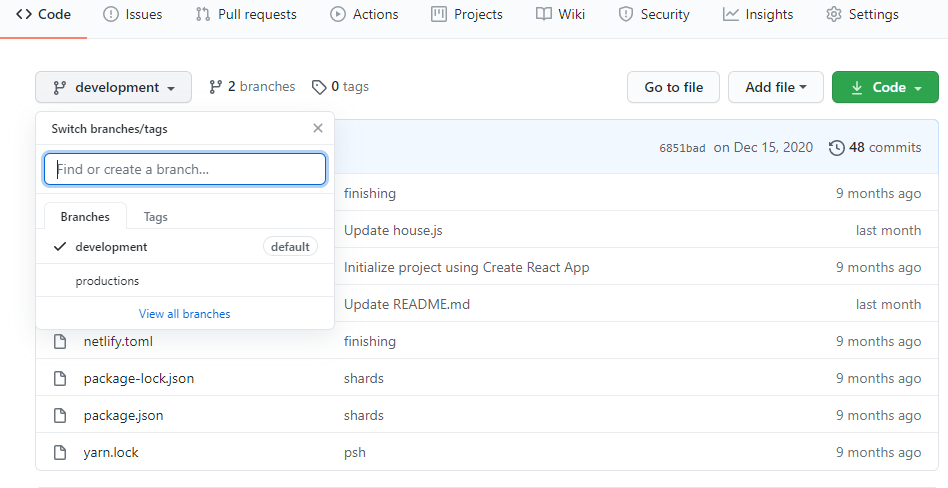 Code Issues Pull requests Actions Projects Wiki Security Insights Settings
development 2 branches 0 tags Go to file Add file Code
Switch branches/tags
Find or create a branch...
Branches Tags
development default
productions
View all branches
6851bad on Dec 15, 2020 48 commits
finishing 9 months ago
Update house.js last month
Initialize project using Create React App 9 months ago
Update README.md last month
netlify.toml finishing 9 months ago
package-lock.json shards 9 months ago
package.json shards 9 months ago
yarn.lock psh 9 months ago